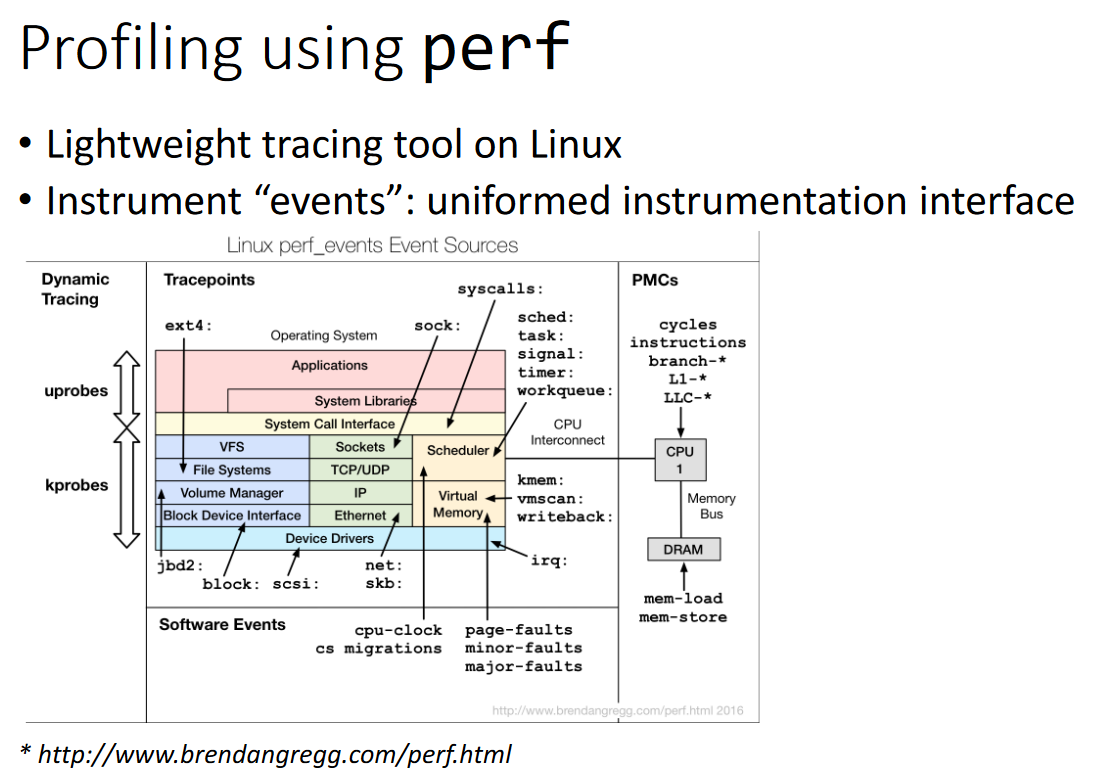 Profiling using perf
• Lightweight tracing tool on Linux
• Instrument “events”: uniformed instrumentation interface
Linux perf_events Event Sources
Dynamic
Tracing
uprobes
kprobes
Tracepoints
syscalls:
ext4:
Operating System
sock:
sched:
task:
signal:
timer:
workqueue:
Applications
System Libraries
System Call Interface
VFS
Sockets
Scheduler
File Systems
TCP/UDP
Volume Manager
IP
Virtual
Memory
Block Device Interface
Ethernet
Device Drivers
CPU
Interconnect
kmem:
vmscan:
writeback:
jbd2:
block:
scsi:
net:
skb:
irq:
Software Events
cpu-clock
cs migrations
page-faults
minor-faults
major-faults
PMCs
cycles
instructions
branch-*
L1-*
LLC-*
CPU
1
Memory
Bus
DRAM
mem-load
mem-store
http://www.brendangregg.com/perf.html 2016
* http://www.brendangregg.com/perf.html